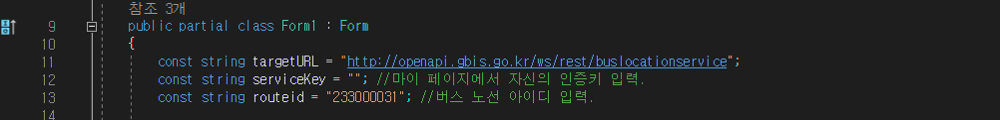 참조 3개
9 public partial class Form1 : Form
10 {
11 const string targetURL = "http://openapi.gbis.go.kr/ws/rest/buslocationservice";
12 const string serviceKey = ""; //마이 페이지에서 자신의 인증키 입력.
13 const string routeid = "233000031"; //버스 노선 아이디 입력.
14